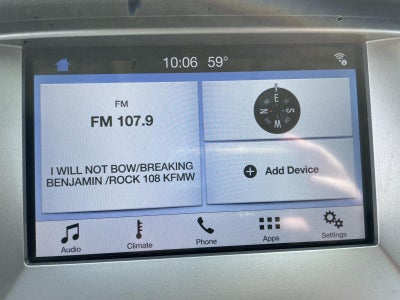 10:06 59°
FM
FM 107.9
I WILL NOT BOW/BREAKING
BENJAMIN /ROCK 108 KFMW
E
N S
W
Add Device
Audio
Climate
Phone
Apps
Settings